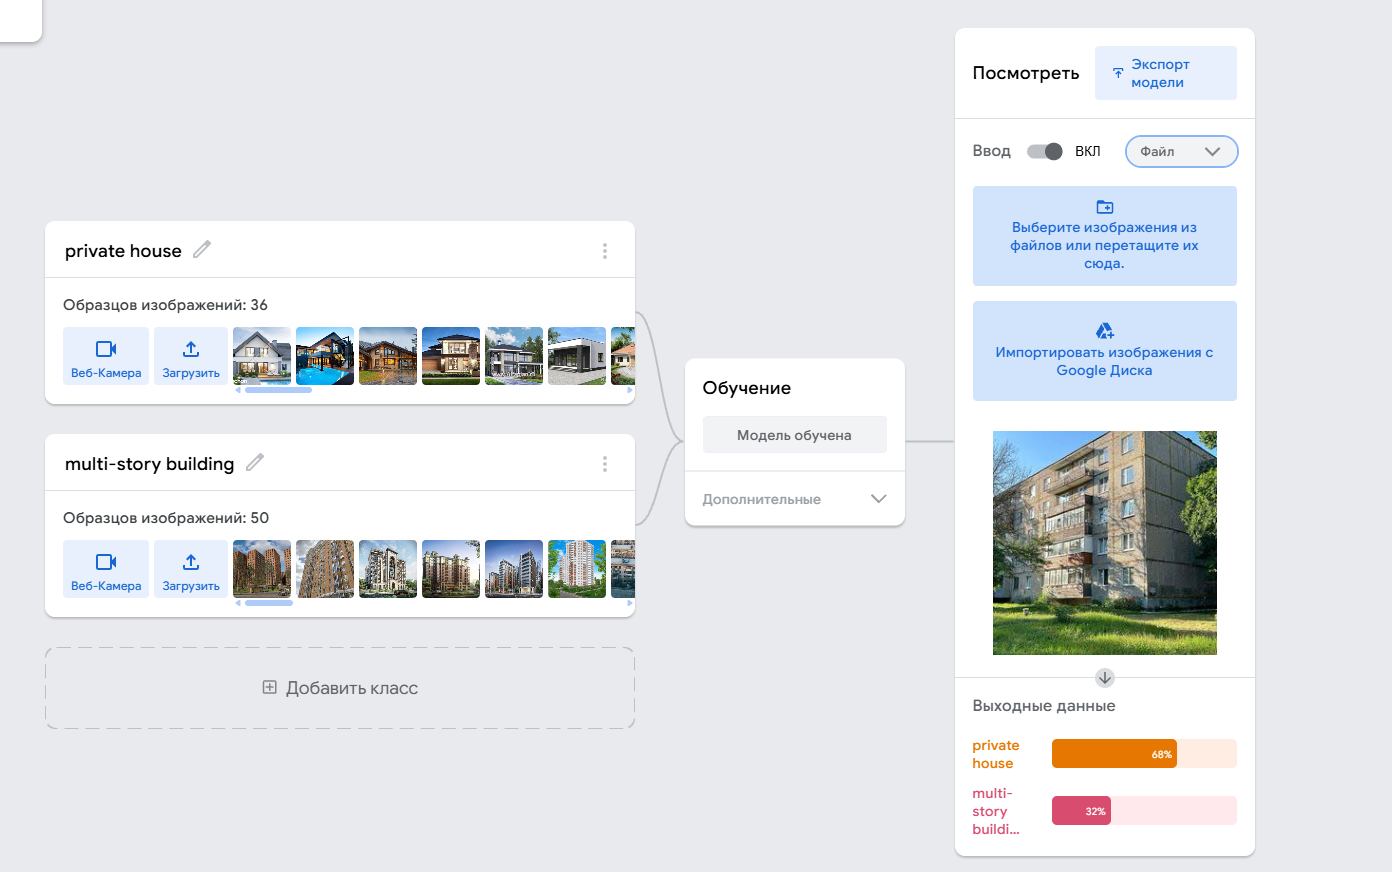 Посмотреть
Экспорт
модели
Ввод
ВКЛ
Файл
Выберите изображения из
файлов или перетащите их
сюда.
Импортировать изображения с
Google Диска
private house
Образцов изображений: 36
Веб-Камера
Загрузить
multi-story building
Образцов изображений: 50
Веб-Камера
Загрузить
Добавить класс
Обучение
Модель обучена
Дополнительные
Выходные данные
private
house
68%
multi-
story
buildi...
32%